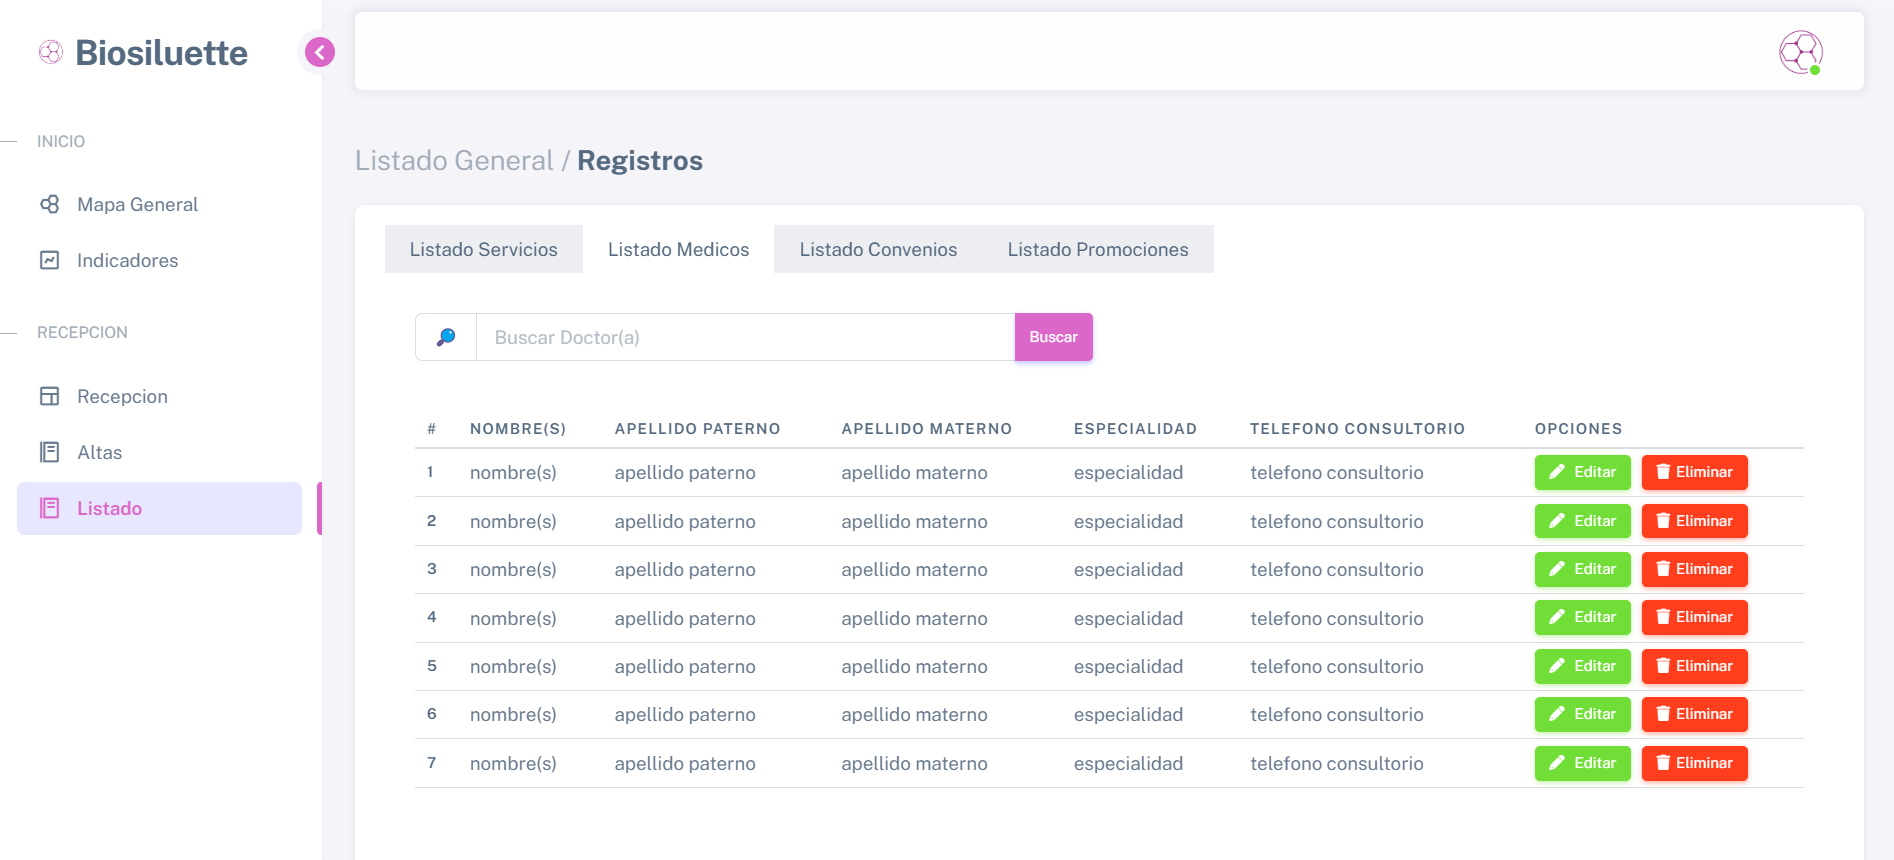 Biosiluette
INICIO
Mapa General
Indicadores
RECEPCION
Recepcion
Altas
Listado
Listado General / Registros
Listado Servicios Listado Medicos Listado Convenios Listado Promociones
Buscar Doctor(a) Buscar
# NOMBRE(S) APELLIDO PATERNO APELLIDO MATERNO ESPECIALIDAD TELEFONO CONSULTORIO OPCIONES
1 nombre(s) apellido paterno apellido materno especialidad telefono consultorio Editar Eliminar
2 nombre(s) apellido paterno apellido materno especialidad telefono consultorio Editar Eliminar
3 nombre(s) apellido paterno apellido materno especialidad telefono consultorio Editar Eliminar
4 nombre(s) apellido paterno apellido materno especialidad telefono consultorio Editar Eliminar
5 nombre(s) apellido paterno apellido materno especialidad telefono consultorio Editar Eliminar
6 nombre(s) apellido paterno apellido materno especialidad telefono consultorio Editar Eliminar
7 nombre(s) apellido paterno apellido materno especialidad telefono consultorio Editar Eliminar